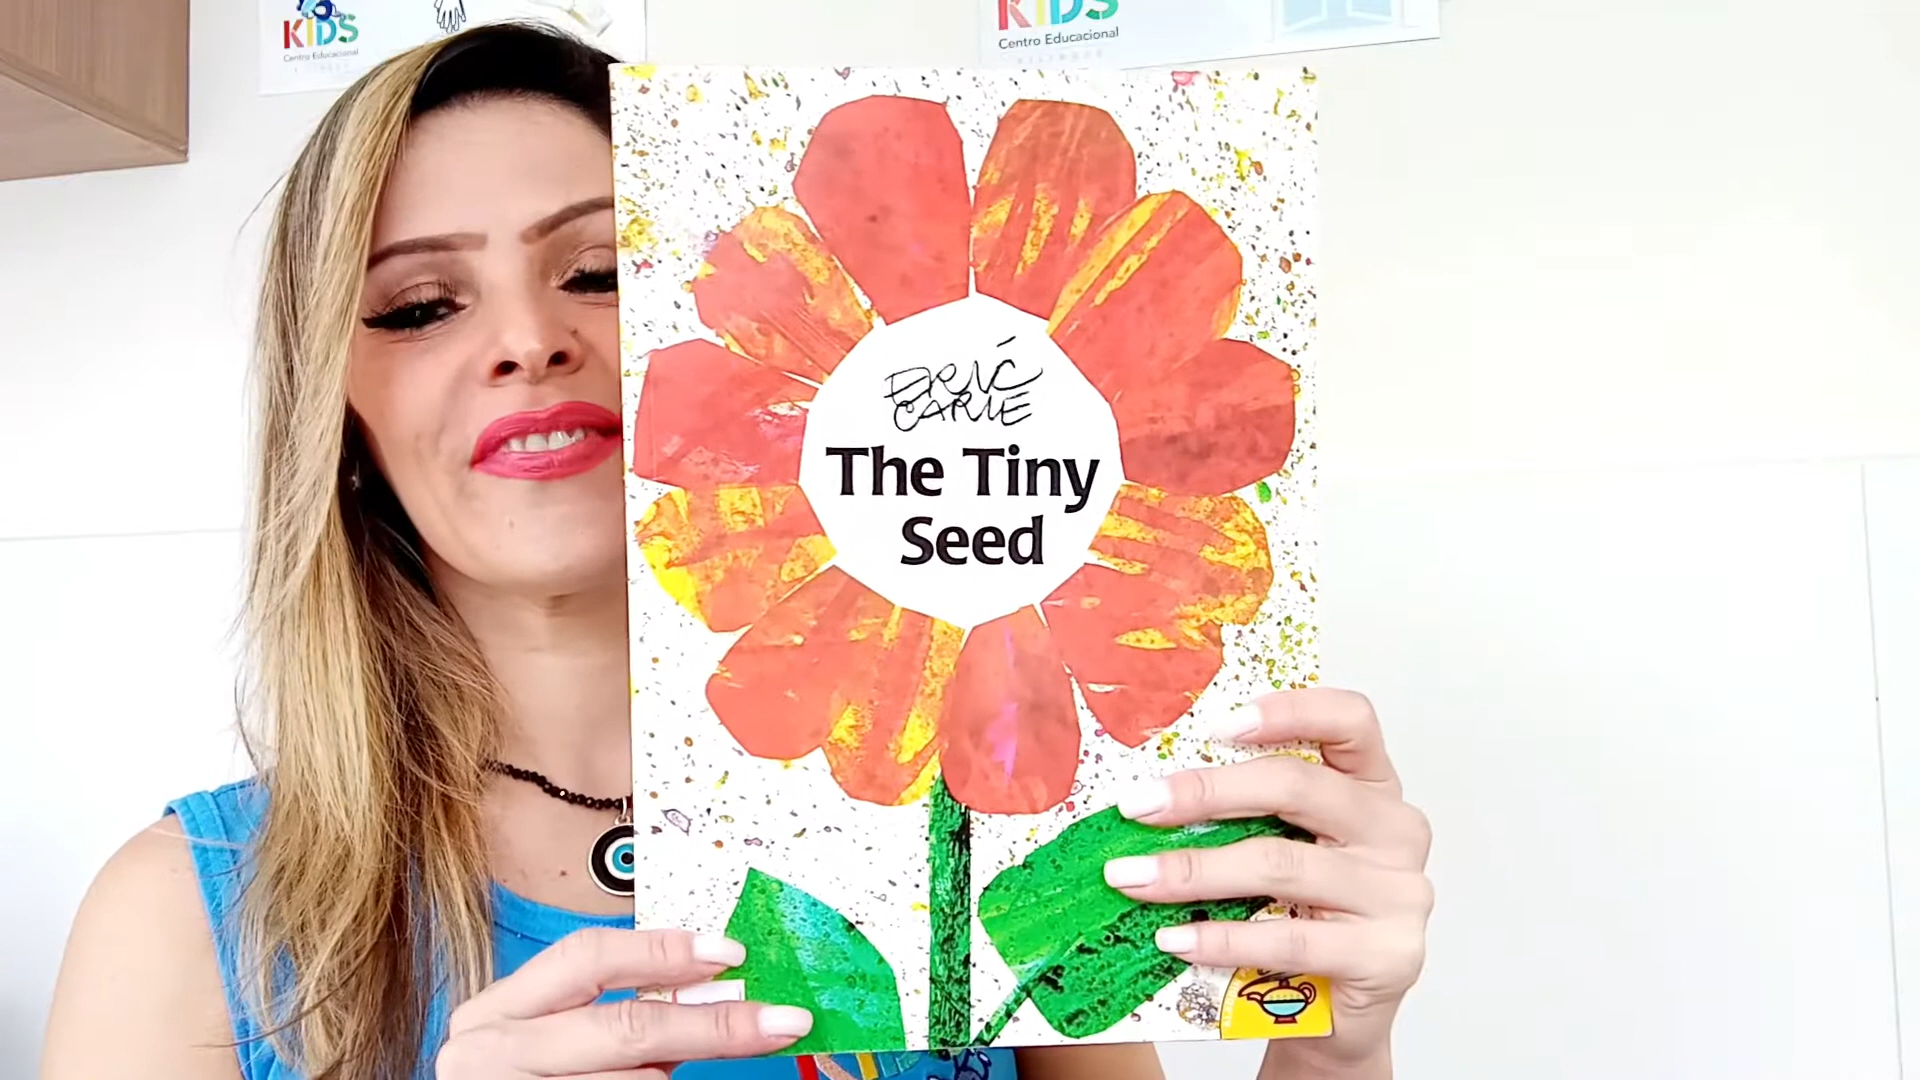 KIDS
Centro Educacional
KIDS
Centro Educacional
ERIC
CARLE
The Tiny
Seed